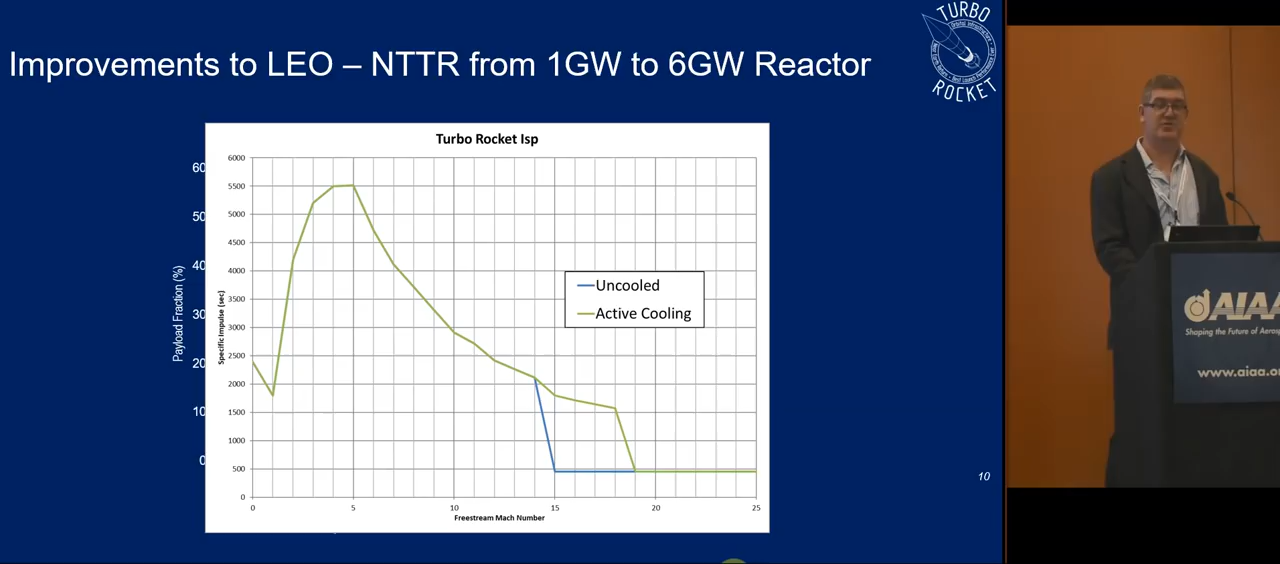 Improvements to LEO – NTTR from 1GW to 6GW Reactor
TURBO
ROCKET
Turbo Rocket Isp
Payload Fraction (%)
60
50
40
30
20
10
0
Specific Impulse (sec)
6000
5500
5000
4500
4000
3500
3000
2500
2000
1500
1000
500
0
Uncooled
Active Cooling
0
5
10
15
20
25
Freestream Mach Number
10
AIAA
Shaping the Future of Aeros
www.aiaa.or